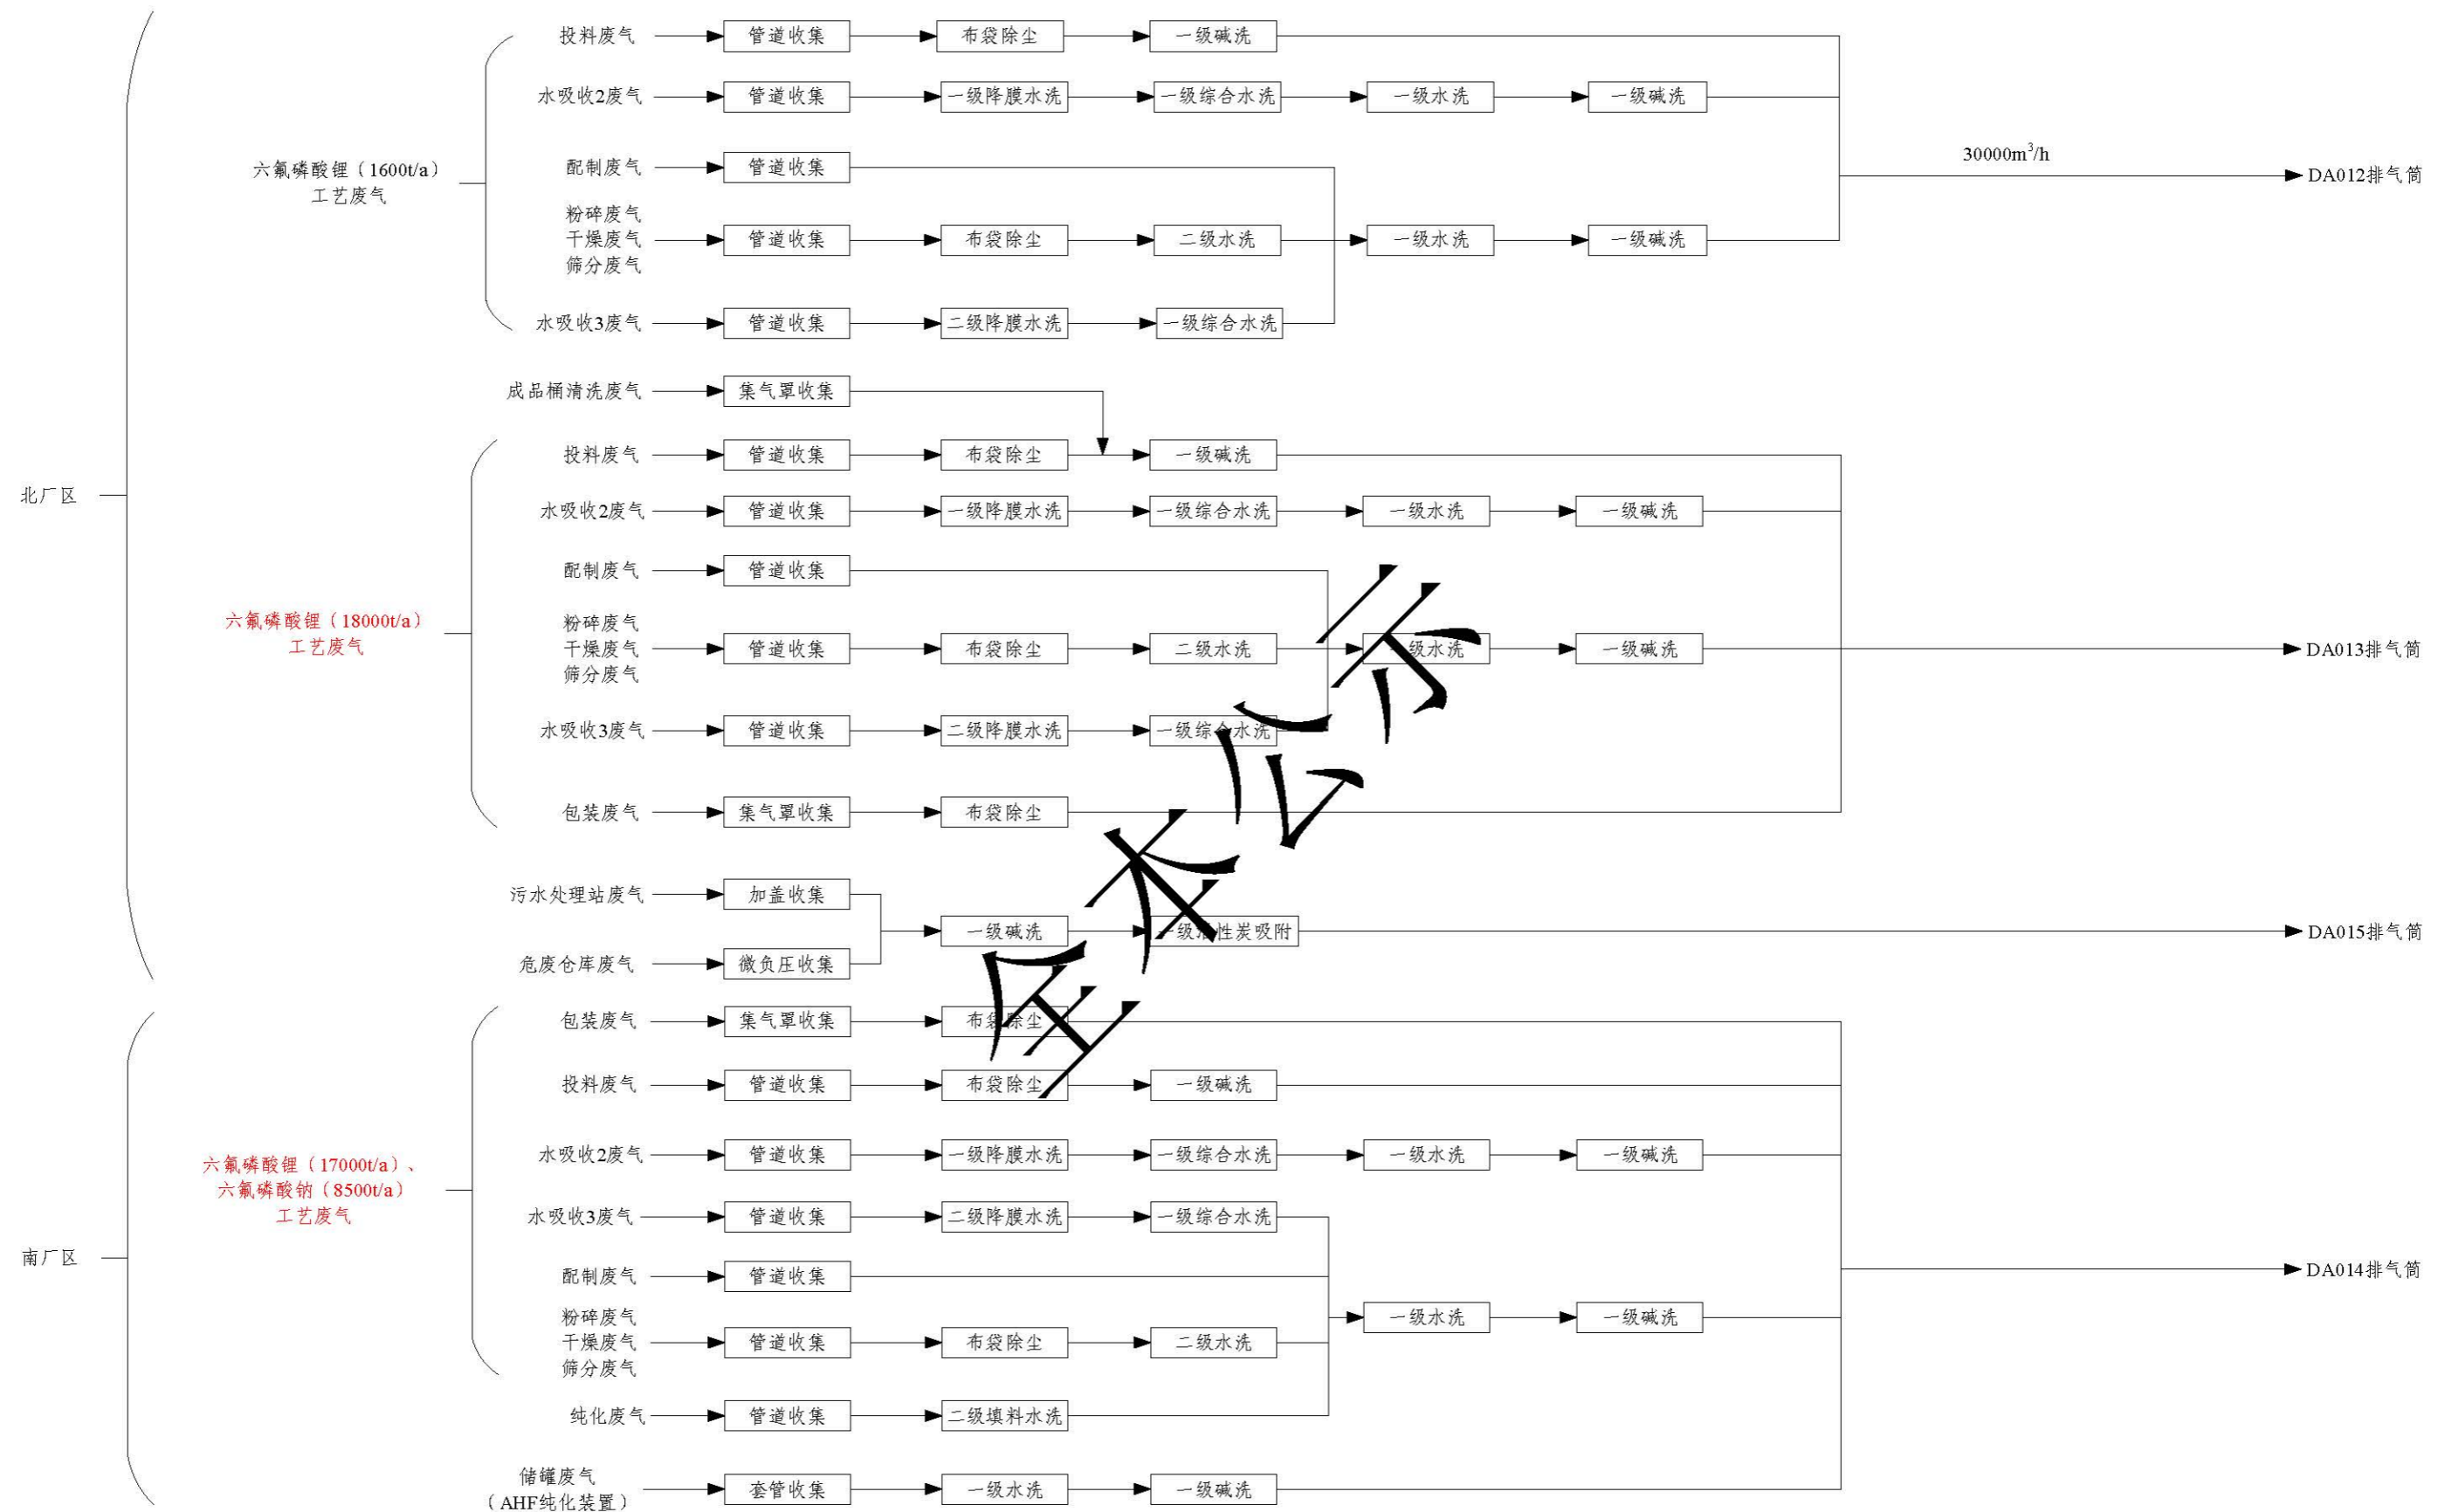 投料废气 管道收集 布袋除尘 一级碱洗
水吸收2废气 管道收集 一级降膜水洗 一级综合水洗 一级水洗 一级碱洗
30000m³/h
配制废气 管道收集
六氟磷酸锂（1600t/a）
工艺废气
DA012排气筒
粉碎废气
干燥废气 管道收集 布袋除尘 二级水洗 一级水洗 一级碱洗
筛分废气
水吸收3废气 管道收集 二级降膜水洗 一级综合水洗
成品桶清洗废气 集气罩收集
投料废气 管道收集 布袋除尘 一级碱洗
北厂区
水吸收2废气 管道收集 一级降膜水洗 一级综合水洗 一级水洗 一级碱洗
配制废气 管道收集
六氟磷酸锂（18000t/a）
工艺废气
粉碎废气
干燥废气 管道收集 布袋除尘 二级水洗 一级水洗 一级碱洗 DA013排气筒
筛分废气
水吸收3废气 管道收集 二级降膜水洗 一级综合水洗
包装废气 集气罩收集 布袋除尘
污水处理站废气 加盖收集
一级碱洗 一级活性炭吸附 DA015排气筒
危废仓库废气 微负压收集
包装废气 集气罩收集 布袋除尘
投料废气 管道收集 布袋除尘 一级碱洗
水吸收2废气 管道收集 一级降膜水洗 一级综合水洗 一级水洗 一级碱洗
六氟磷酸锂（17000t/a）、
六氟磷酸钠（8500t/a）
工艺废气
水吸收3废气 管道收集 二级降膜水洗 一级综合水洗
南厂区
配制废气 管道收集
DA014排气筒
一级水洗 一级碱洗
粉碎废气
干燥废气 管道收集 布袋除尘 二级水洗
筛分废气
纯化废气 管道收集 二级填料水洗
储罐废气
（AHF纯化装置） 套管收集 一级水洗 一级碱洗
全本公示